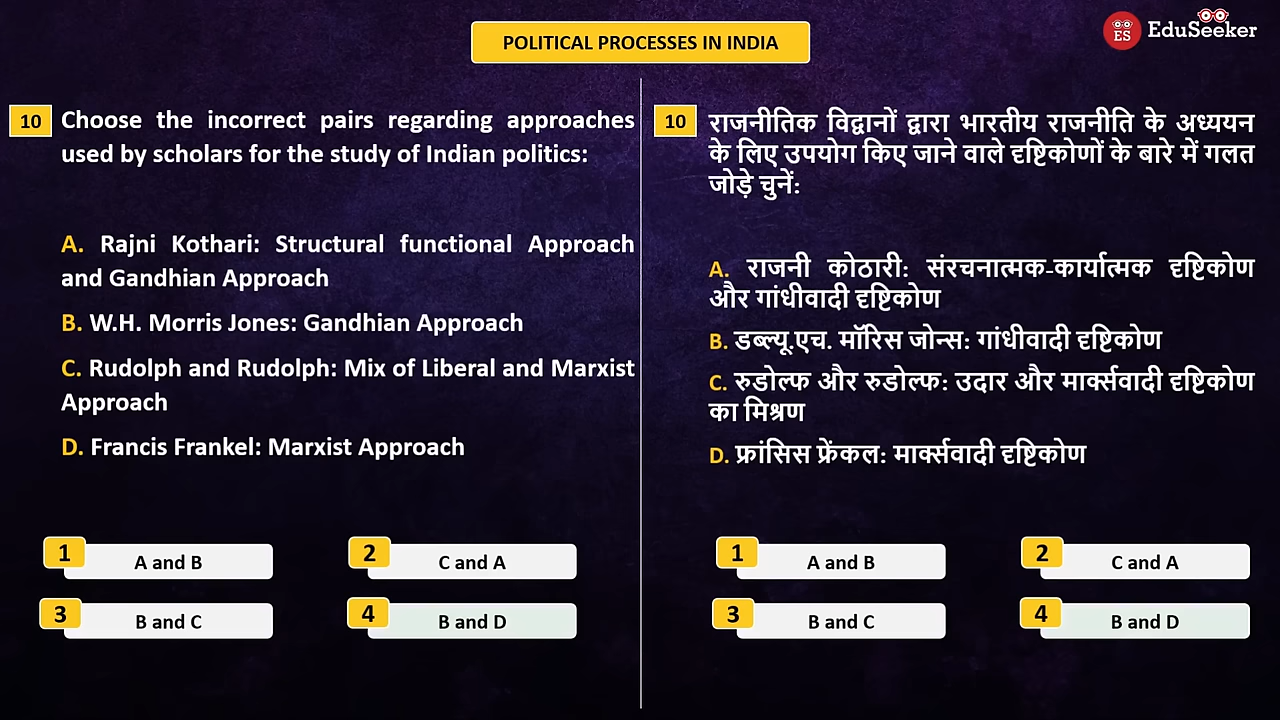 POLITICAL PROCESSES IN INDIA
ES EduSeeker
10 Choose the incorrect pairs regarding approaches
used by scholars for the study of Indian politics:
A. Rajni Kothari: Structural functional Approach
and Gandhian Approach
B. W.H. Morris Jones: Gandhian Approach
C. Rudolph and Rudolph: Mix of Liberal and Marxist
Approach
D. Francis Frankel: Marxist Approach
1 A and B
2 C and A
3 B and C
4 B and D
10 राजनीतिक विद्वानों द्वारा भारतीय राजनीति के अध्ययन
के लिए उपयोग किए जाने वाले दृष्टिकोणों के बारे में गलत
जोड़े चुनें:
A. राजनी कोठारी: संरचनात्मक-कार्यात्मक दृष्टिकोण
और गांधीवादी दृष्टिकोण
B. डब्ल्यू.एच. मॉरिस जोन्स: गांधीवादी दृष्टिकोण
C. रुडोल्फ और रुडोल्फ: उदार और मार्क्सवादी दृष्टिकोण
का मिश्रण
D. फ्रांसिस फ्रेंकल: मार्क्सवादी दृष्टिकोण
1 A and B
2 C and A
3 B and C
4 B and D